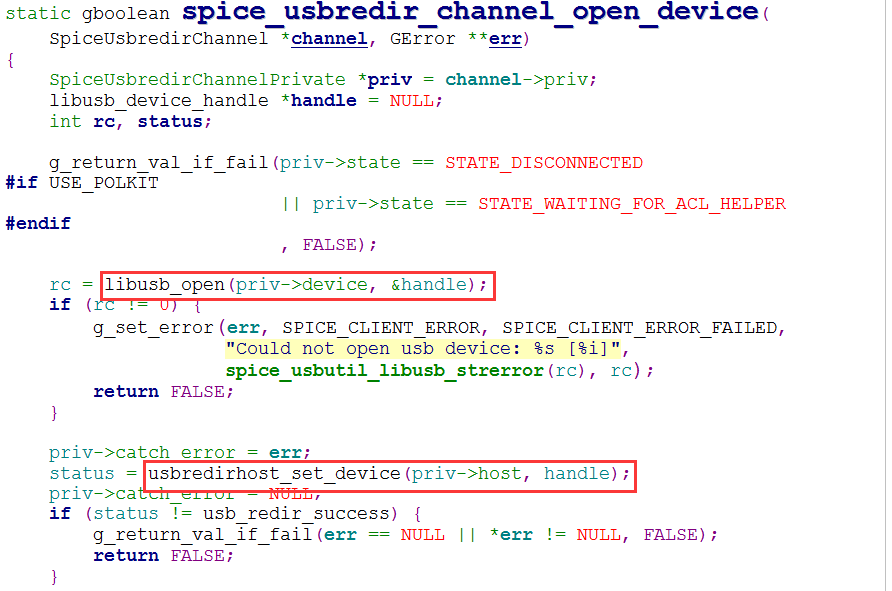 static gboolean spice_usbredir_channel_open_device(
    SpiceUsbredirChannel *channel, GError **err)
{
    SpiceUsbredirChannelPrivate *priv = channel->priv;
    libusb_device_handle *handle = NULL;
    int rc, status;

    g_return_val_if_fail(priv->state == STATE_DISCONNECTED
#if USE_POLKIT
                         || priv->state == STATE_WAITING_FOR_ACL_HELPER
#endif
                         , FALSE);

    rc = libusb_open(priv->device, &handle);
    if (rc != 0) {
        g_set_error(err, SPICE_CLIENT_ERROR, SPICE_CLIENT_ERROR_FAILED,
                    "Could not open usb device: %s [%i]",
                    spice_usbutil_libusb_strerror(rc), rc);
        return FALSE;
    }

    priv->catch_error = err;
    status = usbredirhost_set_device(priv->host, handle);
    priv->catch_error = NULL;
    if (status != usb_redir_success) {
        g_return_val_if_fail(err == NULL || *err != NULL, FALSE);
        return FALSE;
    }